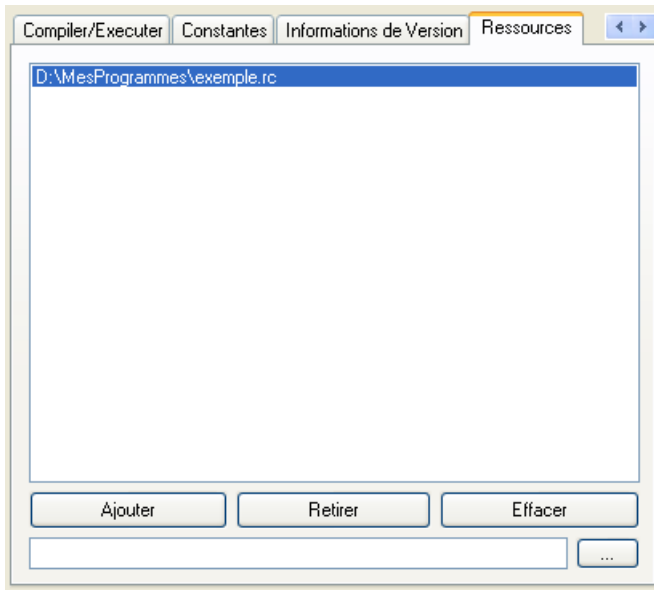 Compiler/Executer Constantes Informations de Version Ressources
D:\MesProgrammes\exemple.rc
Ajouter Retirer Effacer
...